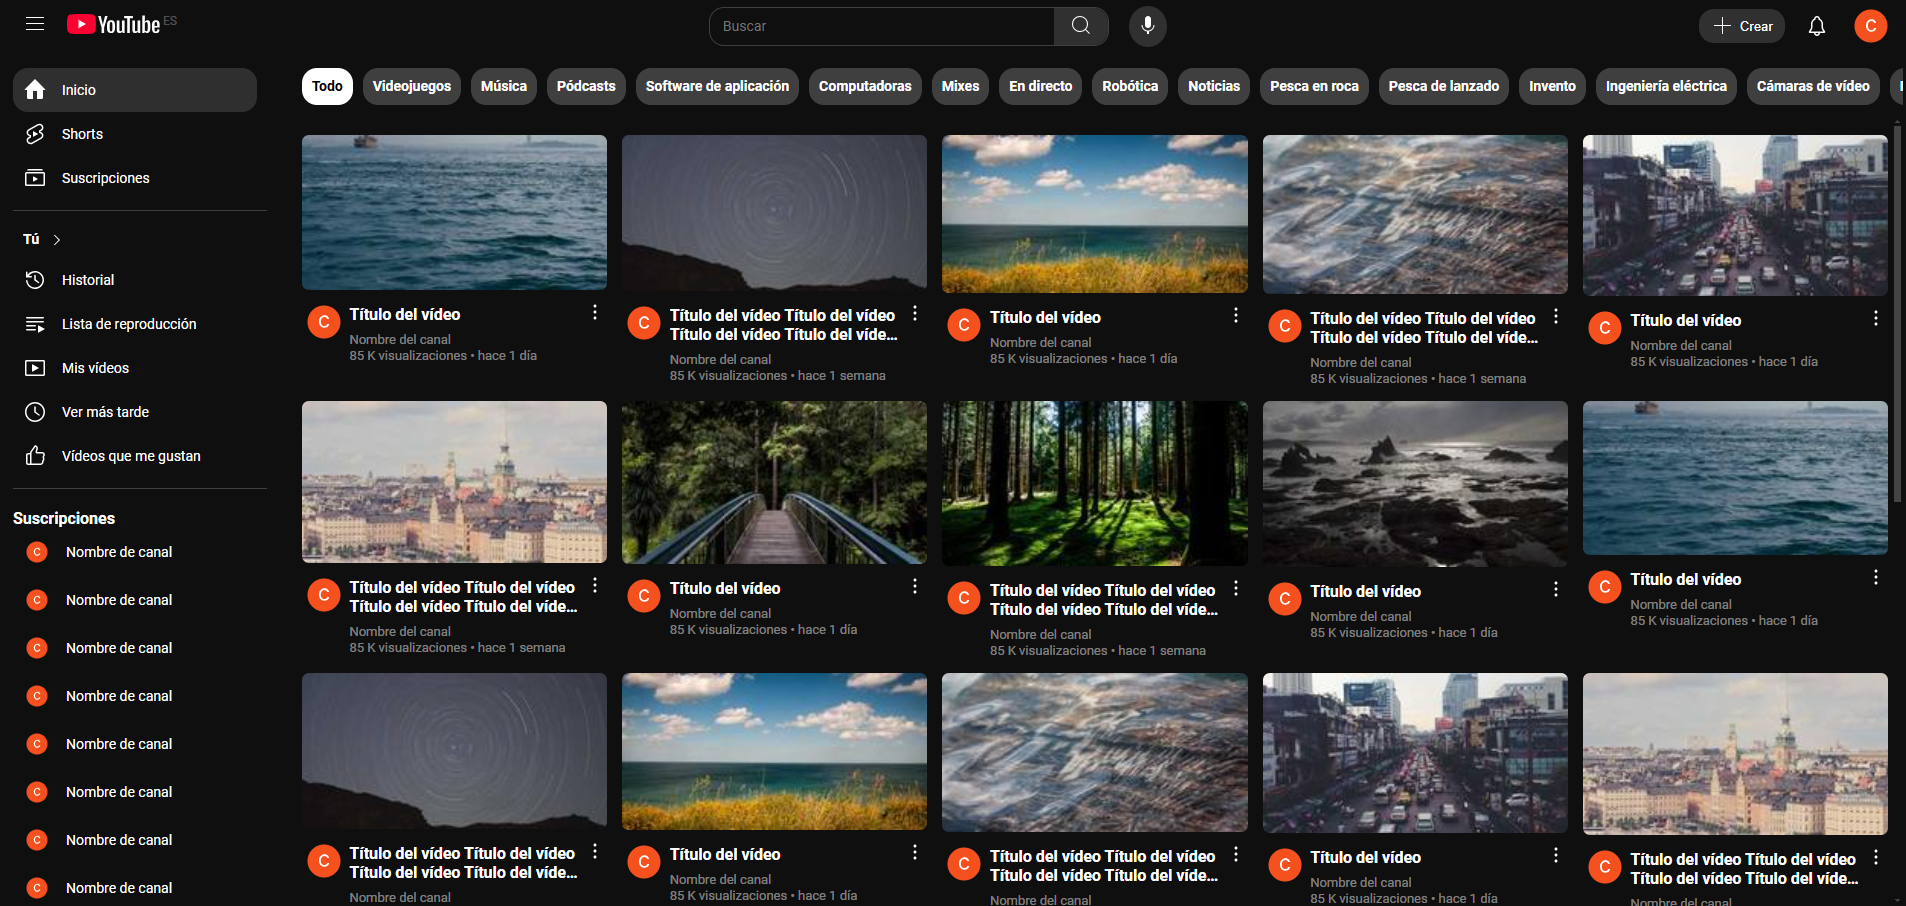 YouTube ES
Buscar
Crear
C
Inicio
Shorts
Suscripciones
Tú
Historial
Lista de reproducción
Mis vídeos
Ver más tarde
Vídeos que me gustan
Suscripciones
C Nombre de canal
C Nombre de canal
C Nombre de canal
C Nombre de canal
C Nombre de canal
C Nombre de canal
C Nombre de canal
C Nombre de canal
Todo Videojuegos Música Pódcasts Software de aplicación Computadoras Mixes En directo Robótica Noticias Pesca en roca Pesca de lanzado Invento Ingeniería eléctrica Cámaras de vídeo
C
Título del vídeo
Nombre del canal
85 K visualizaciones • hace 1 día
C
Título del vídeo Título del vídeo
Título del vídeo Título del víde...
Nombre del canal
85 K visualizaciones • hace 1 semana
C
Título del vídeo
Nombre del canal
85 K visualizaciones • hace 1 día
C
Título del vídeo Título del vídeo
Título del vídeo Título del víde...
Nombre del canal
85 K visualizaciones • hace 1 semana
C
Título del vídeo
Nombre del canal
85 K visualizaciones • hace 1 día
C
Título del vídeo Título del vídeo
Título del vídeo Título del víde...
Nombre del canal
85 K visualizaciones • hace 1 semana
C
Título del vídeo
Nombre del canal
85 K visualizaciones • hace 1 día
C
Título del vídeo Título del vídeo
Título del vídeo Título del víde...
Nombre del canal
85 K visualizaciones • hace 1 semana
C
Título del vídeo
Nombre del canal
85 K visualizaciones • hace 1 día
C
Título del vídeo
Nombre del canal
85 K visualizaciones • hace 1 día
C
Título del vídeo Título del vídeo
Título del vídeo Título del víde...
Nombre del canal
C
Título del vídeo
Nombre del canal
85 K visualizaciones • hace 1 día
C
Título del vídeo Título del vídeo
Título del vídeo Título del víde...
Nombre del canal
C
Título del vídeo
Nombre del canal
85 K visualizaciones • hace 1 día
C
Título del vídeo Título del vídeo
Título del vídeo Título del víde...
Nombre del canal